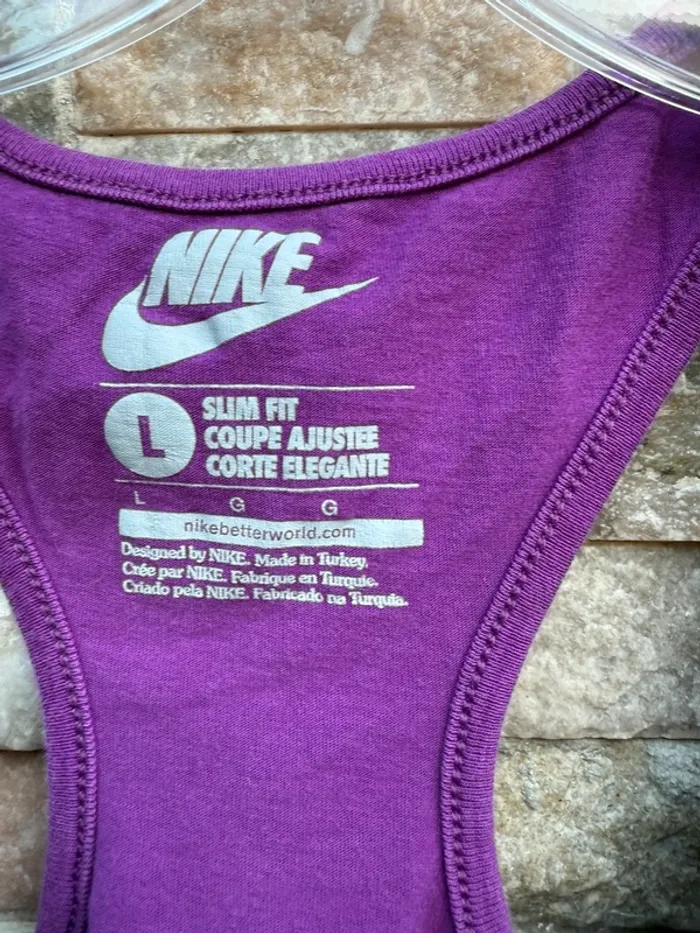 NIKE
L
SLIM FIT
COUPE AJUSTEE
CORTE ELEGANTE
L G G
nikebetterworld.com
Designed by NIKE. Made in Turkey.
Crée par NIKE. Fabrique en Turquie.
Criado pela NIKE. Fabricado na Turquia.